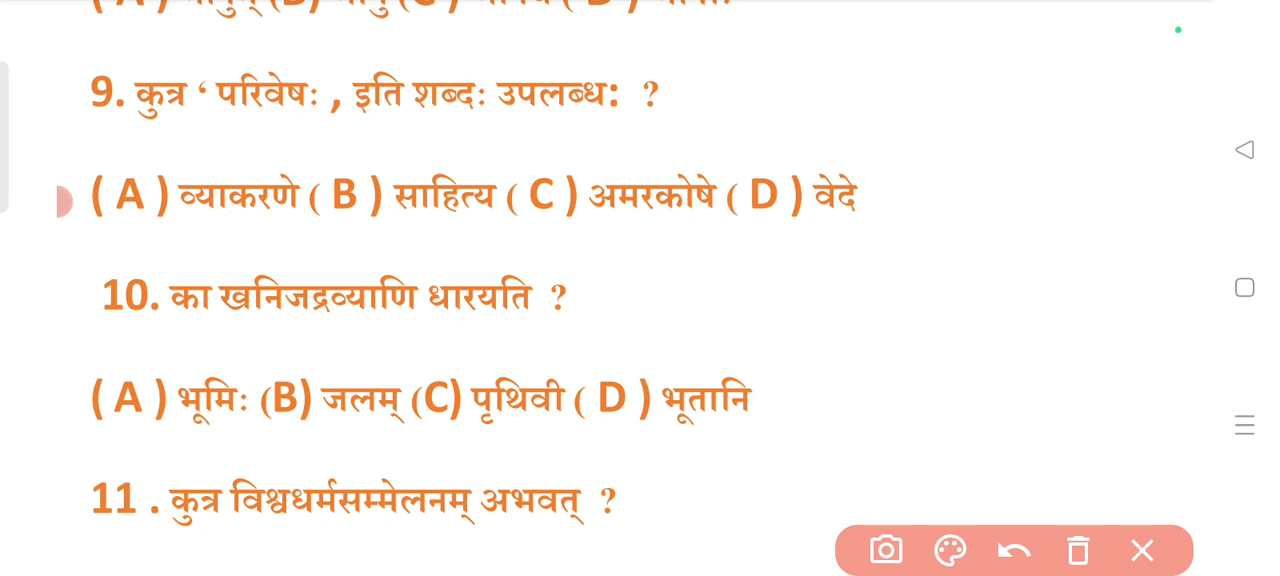 9. कुत्र ‘ परिवेषः , इति शब्दः उपलब्ध: ?
( A ) व्याकरणे ( B ) साहित्य ( C ) अमरकोषे ( D ) वेदे
10. का खनिजद्रव्याणि धारयति ?
( A ) भूमिः (B) जलम् (C) पृथिवी ( D ) भूतानि
11 . कुत्र विश्वधर्मसम्मेलनम् अभवत् ?